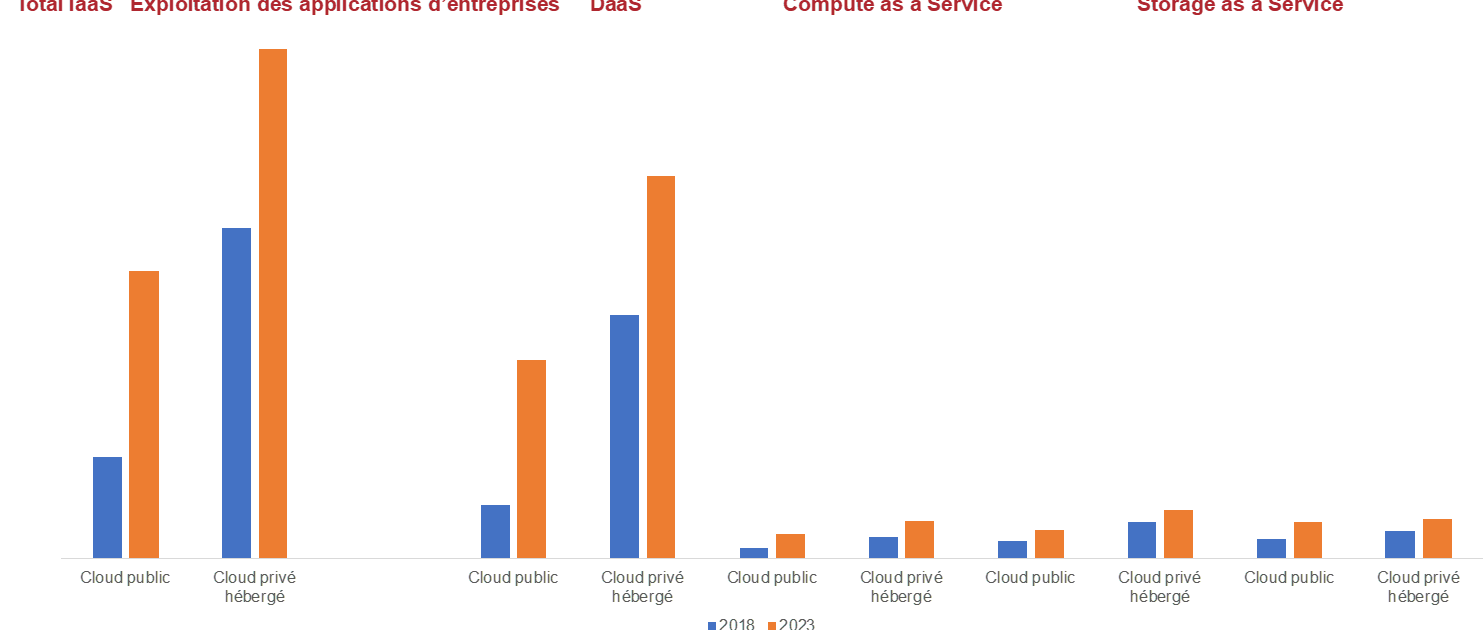 Total IaaS Exploitation des applications d’entreprises DaaS Compute as a Service Storage as a Service
Cloud public Cloud privé hébergé Cloud public Cloud privé hébergé Cloud public Cloud privé hébergé Cloud public Cloud privé hébergé Cloud public Cloud privé hébergé
2018 2023